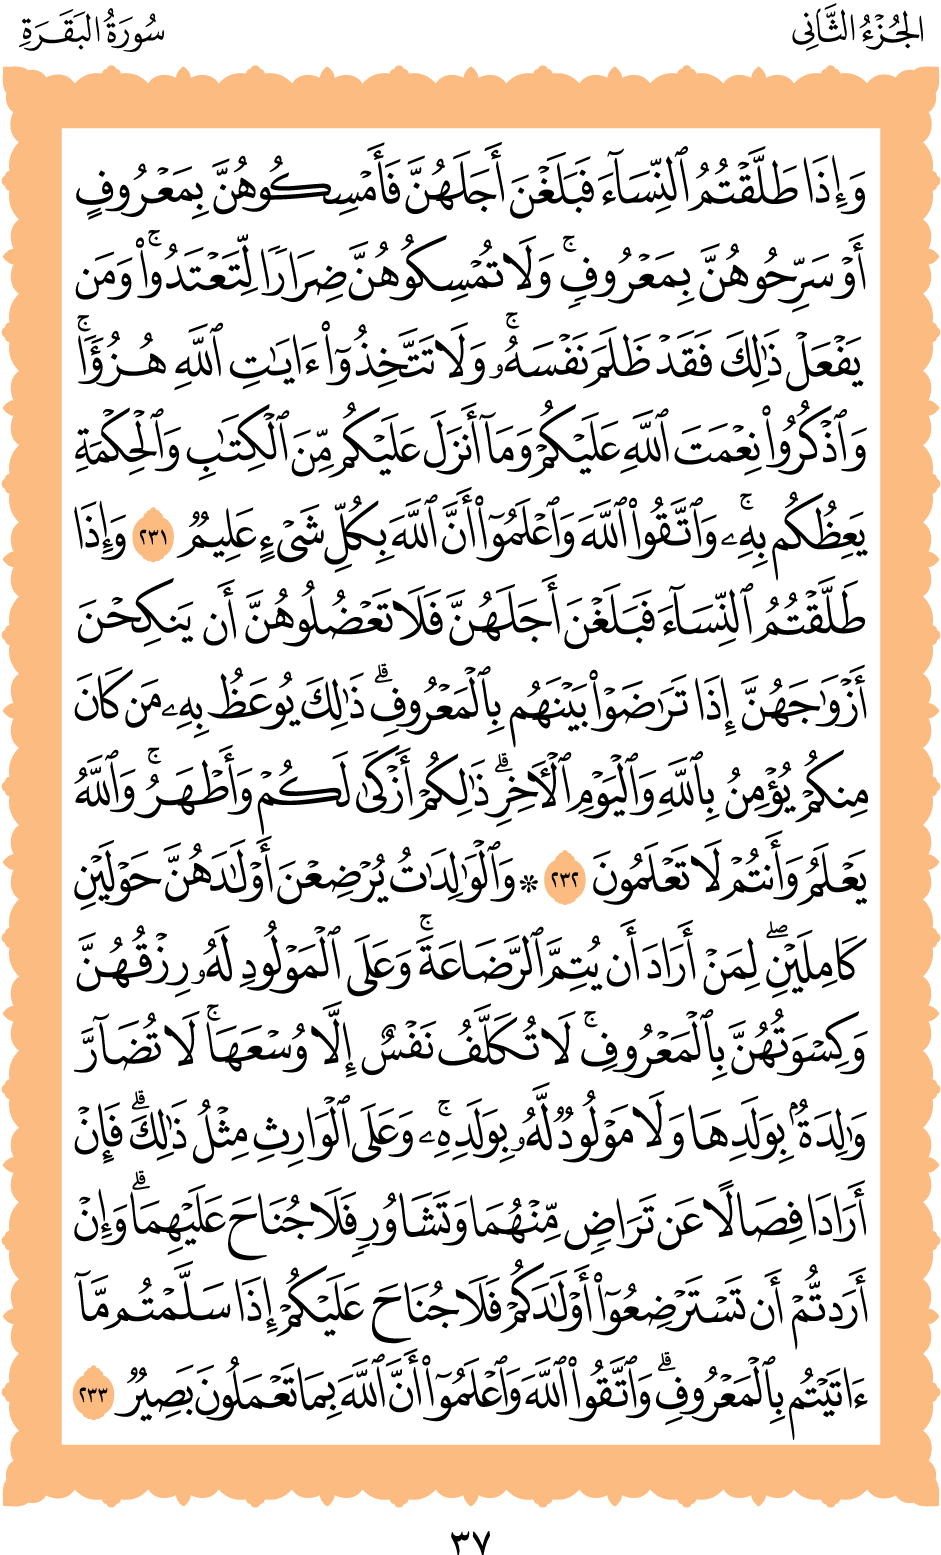 الجُزْءُ الثَّانِي
سُورَةُ البَقَرَةِ
وَإِذَا طَلَّقْتُمُ ٱلنِّسَآءَ فَبَلَغْنَ أَجَلَهُنَّ فَأَمْسِكُوهُنَّ بِمَعْرُوفٍ
أَوْ سَرِّحُوهُنَّ بِمَعْرُوفٖۚ وَلَا تُمْسِكُوهُنَّ ضِرَارٗا لِّتَعْتَدُواْۚ وَمَن
يَفْعَلْ ذَٰلِكَ فَقَدْ ظَلَمَ نَفْسَهُۥۚ وَلَا تَتَّخِذُوٓاْ ءَايَٰتِ ٱللَّهِ هُزُؤٗاۚ
وَٱذْكُرُواْ نِعْمَتَ ٱللَّهِ عَلَيْكُمْ وَمَآ أَنزَلَ عَلَيْكُم مِّنَ ٱلْكِتَٰبِ وَٱلْحِكْمَةِ
يَعِظُكُم بِهِۦۚ وَٱتَّقُواْ ٱللَّهَ وَٱعْلَمُوٓاْ أَنَّ ٱللَّهَ بِكُلِّ شَيْءٍ عَلِيمٞ ٢٣١ وَإِذَا
طَلَّقْتُمُ ٱلنِّسَآءَ فَبَلَغْنَ أَجَلَهُنَّ فَلَا تَعْضُلُوهُنَّ أَن يَنكِحْنَ
أَزْوَٰجَهُنَّ إِذَا تَرَٰضَوْاْ بَيْنَهُم بِٱلْمَعْرُوفِۗ ذَٰلِكَ يُوعَظُ بِهِۦ مَن كَانَ
مِنكُمْ يُؤْمِنُ بِٱللَّهِ وَٱلْيَوْمِ ٱلْأٓخِرِۗ ذَٰلِكُمْ أَزْكَىٰ لَكُمْ وَأَطْهَرُۚ وَٱللَّهُ
يَعْلَمُ وَأَنتُمْ لَا تَعْلَمُونَ ٢٣٢ ۞ وَٱلْوَٰلِدَٰتُ يُرْضِعْنَ أَوْلَٰدَهُنَّ حَوْلَيْنِ
كَامِلَيْنِۖ لِمَنْ أَرَادَ أَن يُتِمَّ ٱلرَّضَاعَةَۚ وَعَلَى ٱلْمَوْلُودِ لَهُۥ رِزْقُهُنَّ
وَكِسْوَتُهُنَّ بِٱلْمَعْرُوفِۚ لَا تُكَلَّفُ نَفْسٌ إِلَّا وُسْعَهَاۚ لَا تُضَآرَّ
وَٰلِدَةُۢ بِوَلَدِهَا وَلَا مَوْلُودٞ لَّهُۥ بِوَلَدِهِۦۚ وَعَلَى ٱلْوَارِثِ مِثْلُ ذَٰلِكَۗ فَإِنْ
أَرَادَا فِصَالًا عَن تَرَاضٖ مِّنْهُمَا وَتَشَاوُرٖ فَلَا جُنَاحَ عَلَيْهِمَاۗ وَإِنْ
أَرَدتُّمْ أَن تَسْتَرْضِعُوٓاْ أَوْلَٰدَكُمْ فَلَا جُنَاحَ عَلَيْكُمْ إِذَا سَلَّمْتُم مَّآ
ءَاتَيْتُم بِٱلْمَعْرُوفِۗ وَٱتَّقُواْ ٱللَّهَ وَٱعْلَمُوٓاْ أَنَّ ٱللَّهَ بِمَا تَعْمَلُونَ بَصِيرٞ ٢٣٣
٣٧